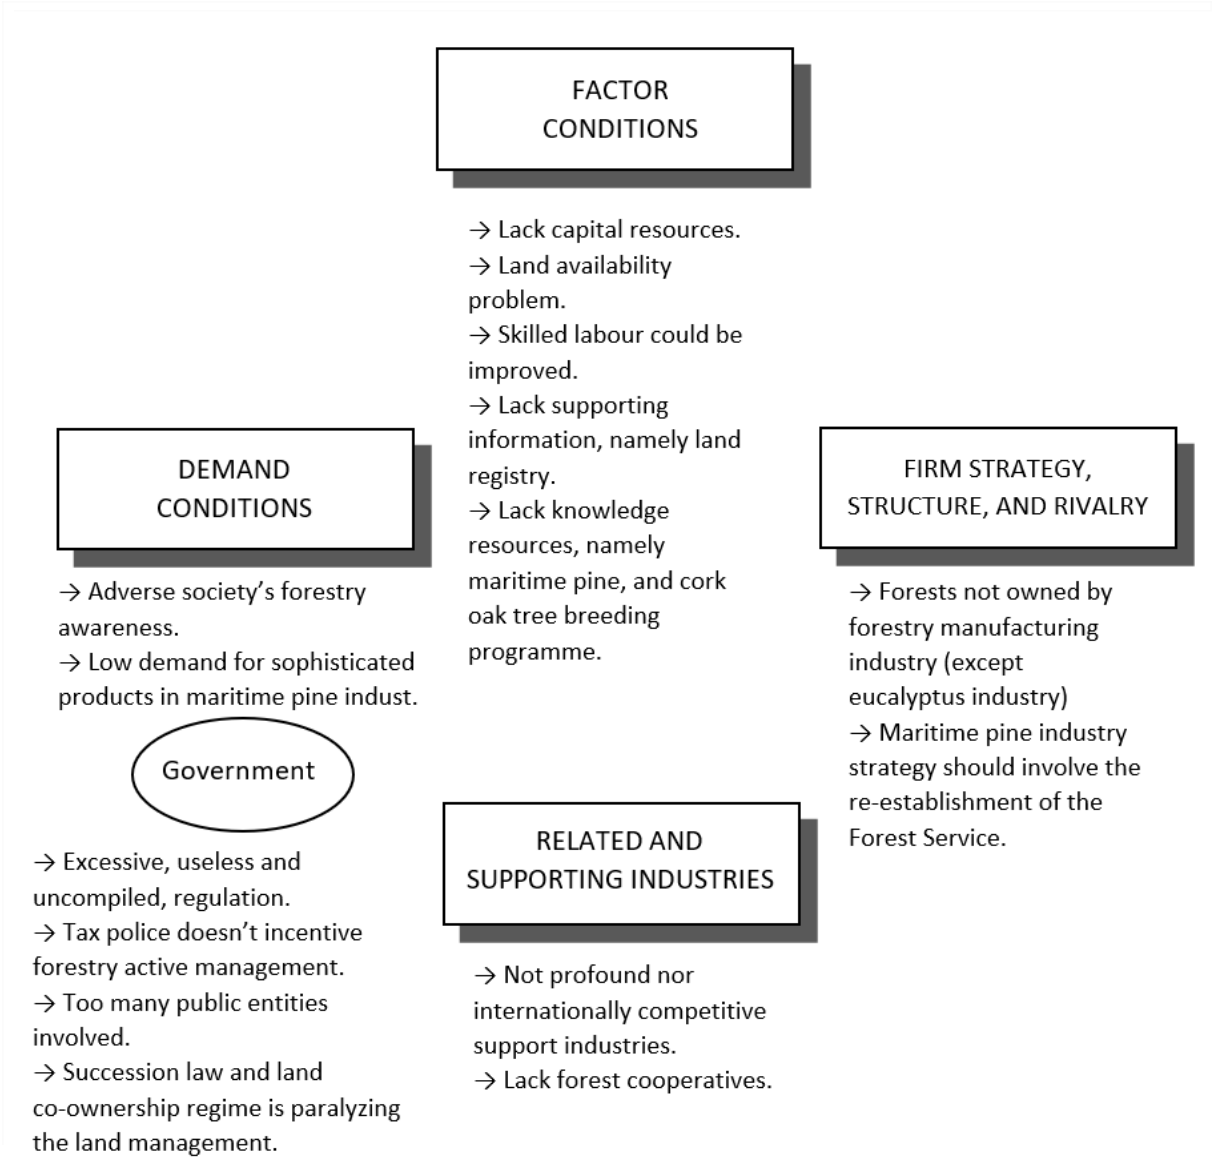 FACTOR
CONDITIONS
→ Lack capital resources.
→ Land availability
problem.
→ Skilled labour could be
improved.
→ Lack supporting
information, namely land
registry.
→ Lack knowledge
resources, namely
maritime pine, and cork
oak tree breeding
programme.
DEMAND
CONDITIONS
→ Adverse society’s forestry
awareness.
→ Low demand for sophisticated
products in maritime pine indust.
FIRM STRATEGY,
STRUCTURE, AND RIVALRY
→ Forests not owned by
forestry manufacturing
industry (except
eucalyptus industry)
→ Maritime pine industry
strategy should involve the
re-establishment of the
Forest Service.
Government
→ Excessive, useless and
uncompiled, regulation.
→ Tax police doesn’t incentive
forestry active management.
→ Too many public entities
involved.
→ Succession law and land
co-ownership regime is paralyzing
the land management.
RELATED AND
SUPPORTING INDUSTRIES
→ Not profound nor
internationally competitive
support industries.
→ Lack forest cooperatives.